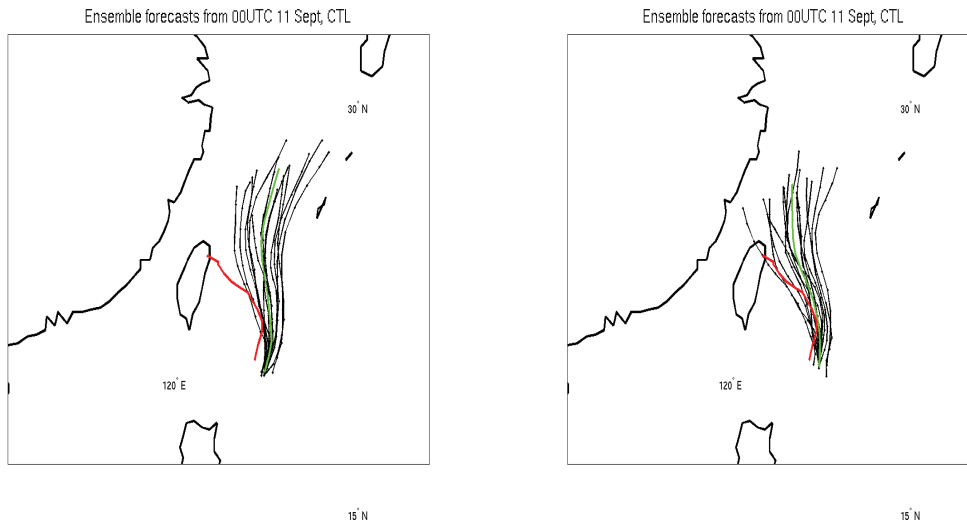 Ensemble forecasts from 00UTC 11 Sept, CTL
30° N
120° E
15° N
Ensemble forecasts from 00UTC 11 Sept, CTL
30° N
120° E
15° N